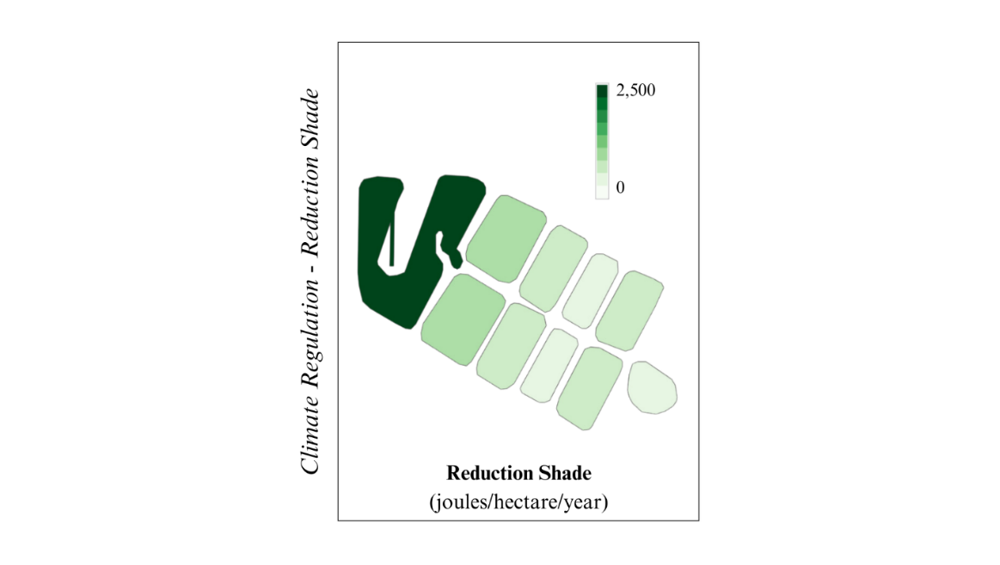 Climate Regulation - Reduction Shade
2,500
0
Reduction Shade
(joules/hectare/year)